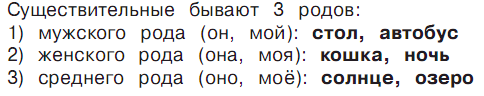 Существительные бывают 3 родов:
1) мужского рода (он, мой): стол, автобус
2) женского рода (она, моя): кошка, ночь
3) среднего рода (оно, моё): солнце, озеро